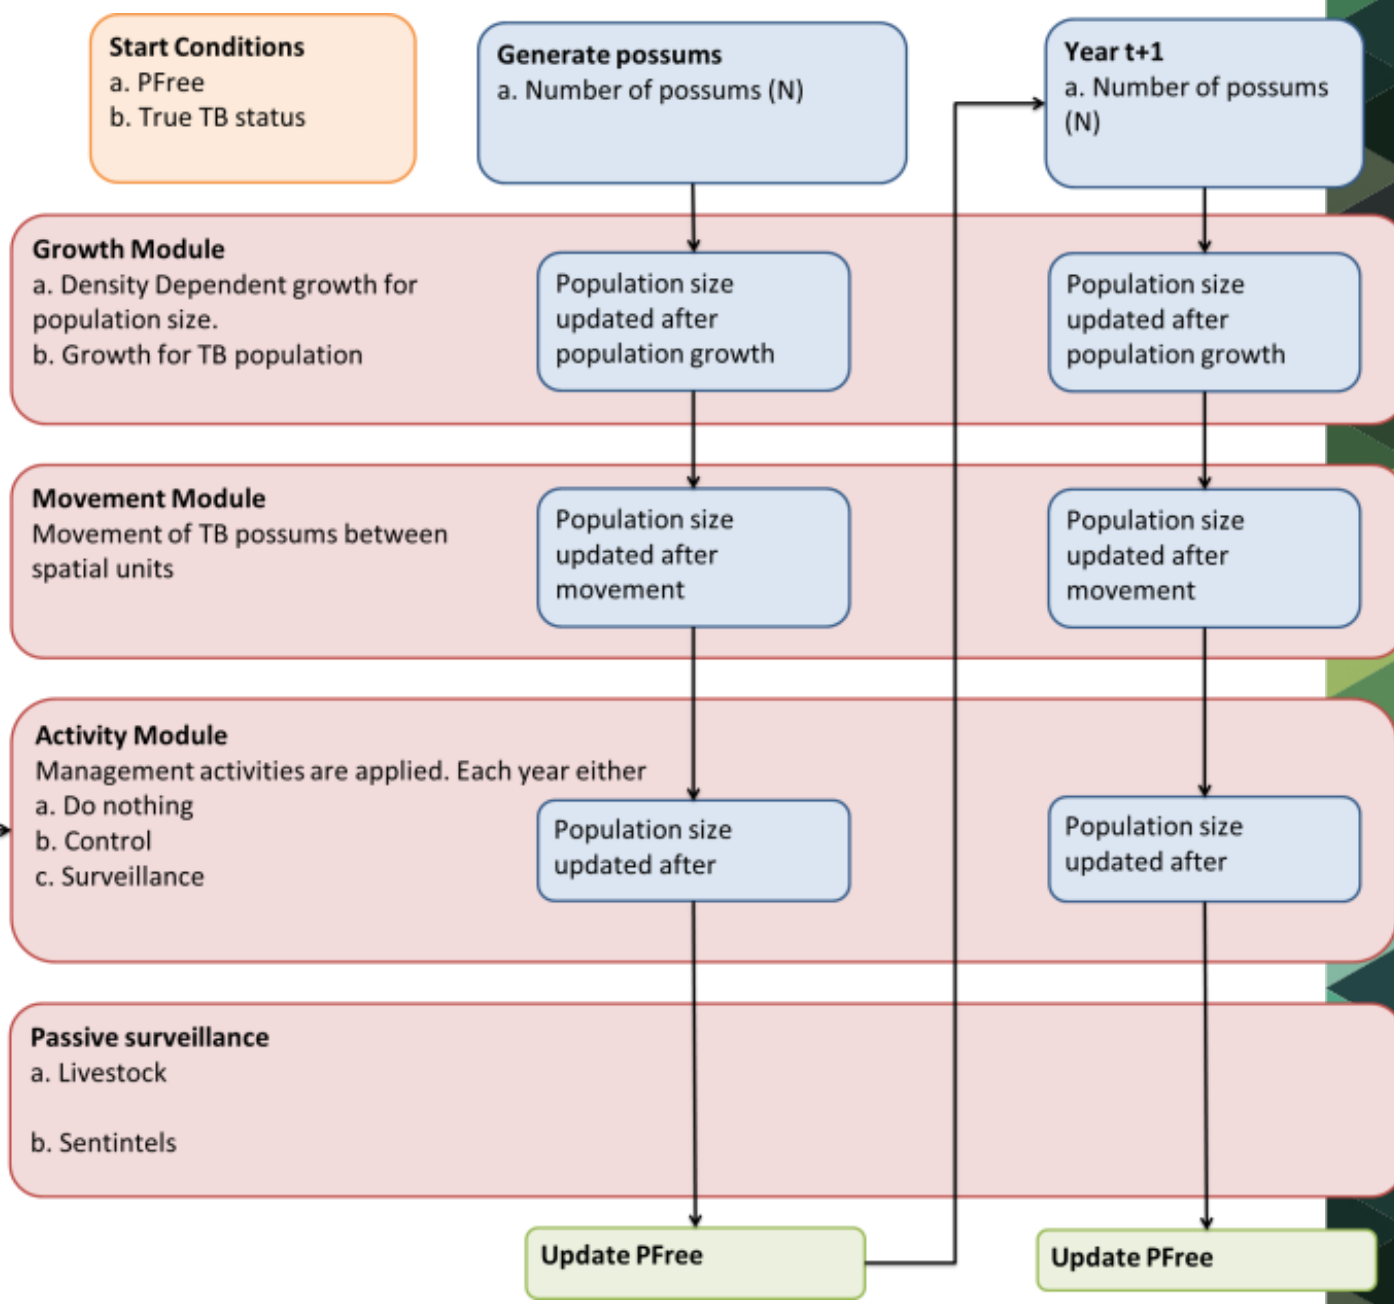 Start Conditions
a. PFree
b. True TB status
Generate possums
a. Number of possums (N)
Year t+1
a. Number of possums
(N)
Growth Module
a. Density Dependent growth for
population size.
b. Growth for TB population
Population size
updated after
population growth
Population size
updated after
population growth
Movement Module
Movement of TB possums between
spatial units
Population size
updated after
movement
Population size
updated after
movement
Activity Module
Management activities are applied. Each year either
a. Do nothing
b. Control
c. Surveillance
Population size
updated after
Population size
updated after
Passive surveillance
a. Livestock
b. Sentintels
Update PFree
Update PFree